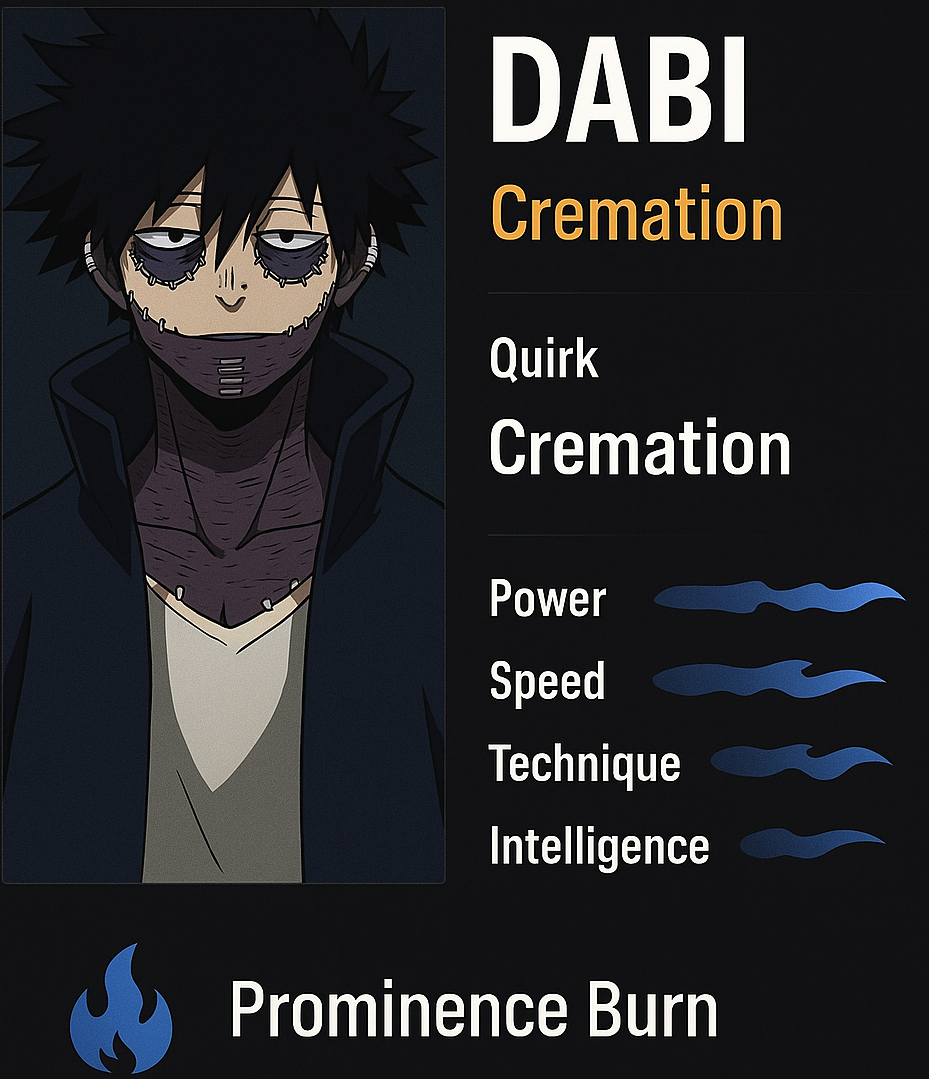 DABI
Cremation
Quirk
Cremation
Power
Speed
Technique
Intelligence
Prominence Burn